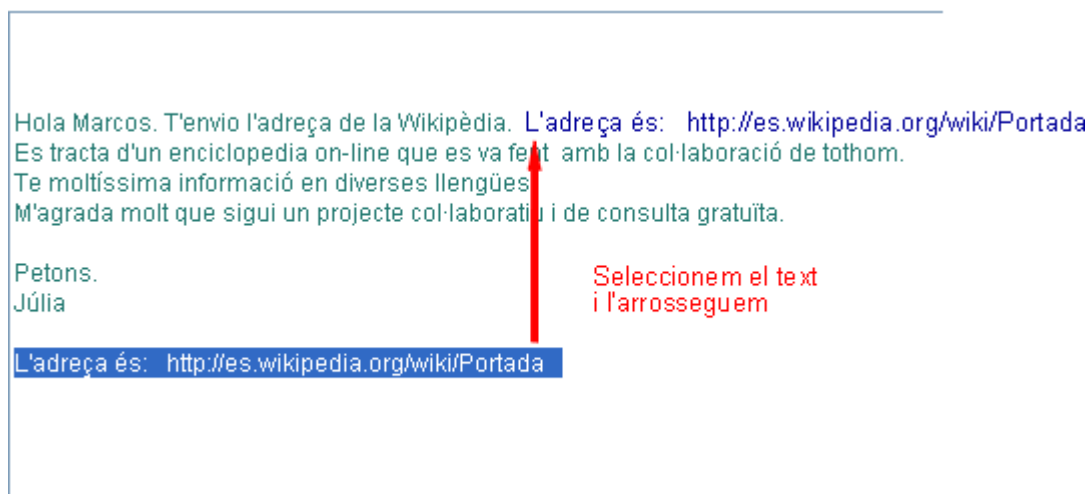 Hola Marcos. T'envio l'adreça de la Wikipèdia. L'adreça és: http://es.wikipedia.org/wiki/Portada
Es tracta d'un enciclopedia on-line que es va fent amb la col·laboració de tothom.
Te moltíssima informació en diverses llengües
M'agrada molt que sigui un projecte col·laboratiu i de consulta gratuïta.
Petons.
Júlia
Seleccionem el text
i l'arrosseguem
L'adreça és: http://es.wikipedia.org/wiki/Portada